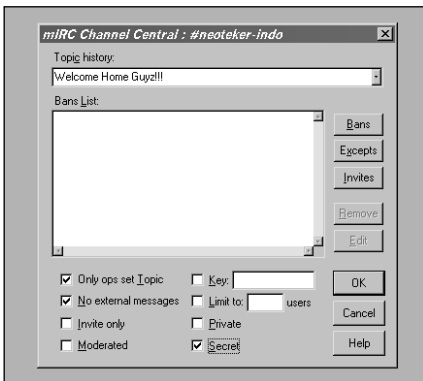 mIRC Channel Central : #neoteker-indo
Topic history:
Welcome Home Guyz!!!
Bans List:
Bans
Excepts
Invites
Remove
Edit
Only ops set Topic
Key:
No external messages
Limit to: users
Invite only
Private
Moderated
Secret
OK
Cancel
Help